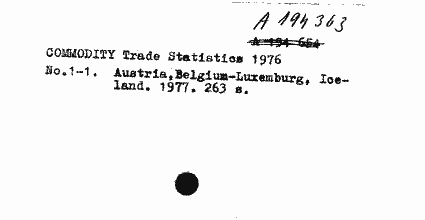 A 194 363
A 194 654
COMMODITY Trade Statistics 1976
No.1-1. Austria,Belgium-Luxemburg, Ice-
land. 1977. 263 s.